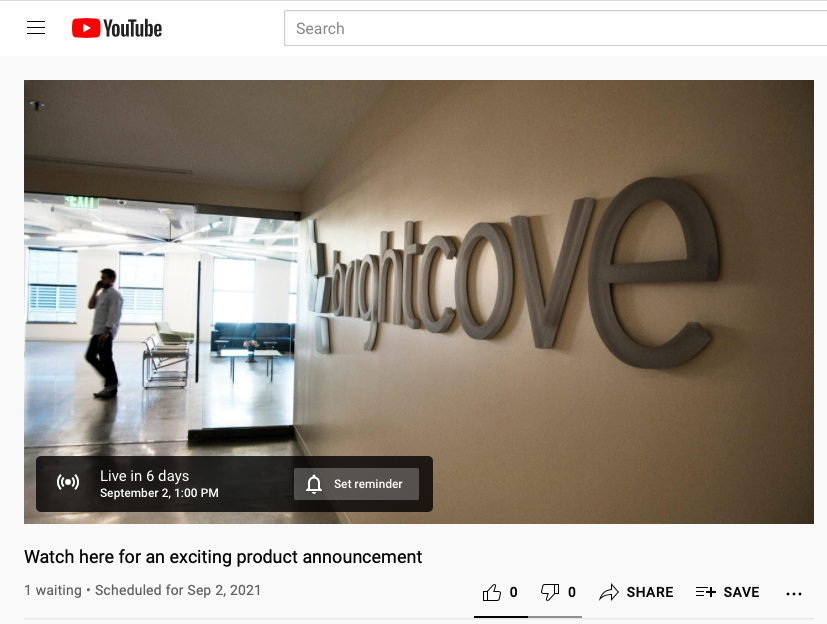 YouTube
Search
EXIT
brightcove
Live in 6 days
September 2, 1:00 PM
Set reminder
Watch here for an exciting product announcement
1 waiting • Scheduled for Sep 2, 2021
0 0 SHARE SAVE